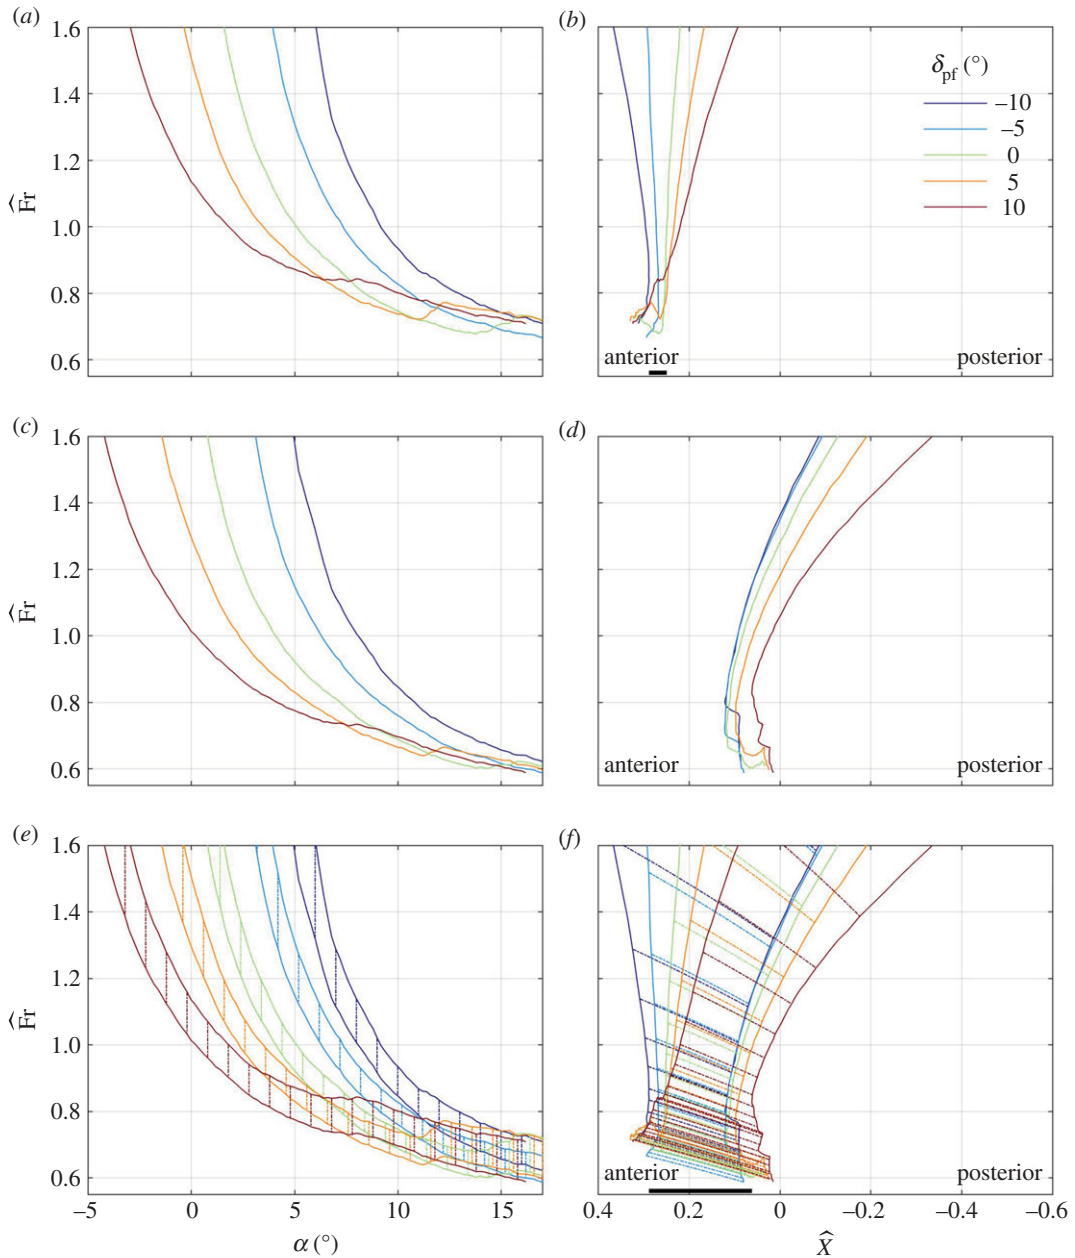 (a)
(b)
1.6
1.4
1.2
1.0
0.8
0.6
F̂r
δpf (°)
–10
–5
0
5
10
anterior
posterior
(c)
(d)
1.6
1.4
1.2
1.0
0.8
0.6
F̂r
anterior
posterior
(e)
(f)
1.6
1.4
1.2
1.0
0.8
0.6
F̂r
anterior
posterior
–5 0 5 10 15
0.4 0.2 0 –0.2 –0.4 –0.6
α (°)
X̂